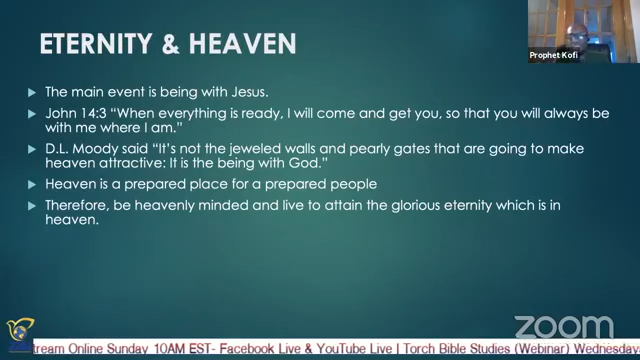 ETERNITY & HEAVEN
Prophet Kofi
The main event is being with Jesus.
John 14:3 “When everything is ready, I will come and get you, so that you will always be
with me where I am.”
D.L. Moody said “It’s not the jeweled walls and pearly gates that are going to make
heaven attractive: It is the being with God.”
Heaven is a prepared place for a prepared people
Therefore, be heavenly minded and live to attain the glorious eternity which is in
heaven.
zoom
tream Online Sunday 10AM EST- Facebook Live & YouTube Live I Torch Bible Studies (Webinar) Wednesday